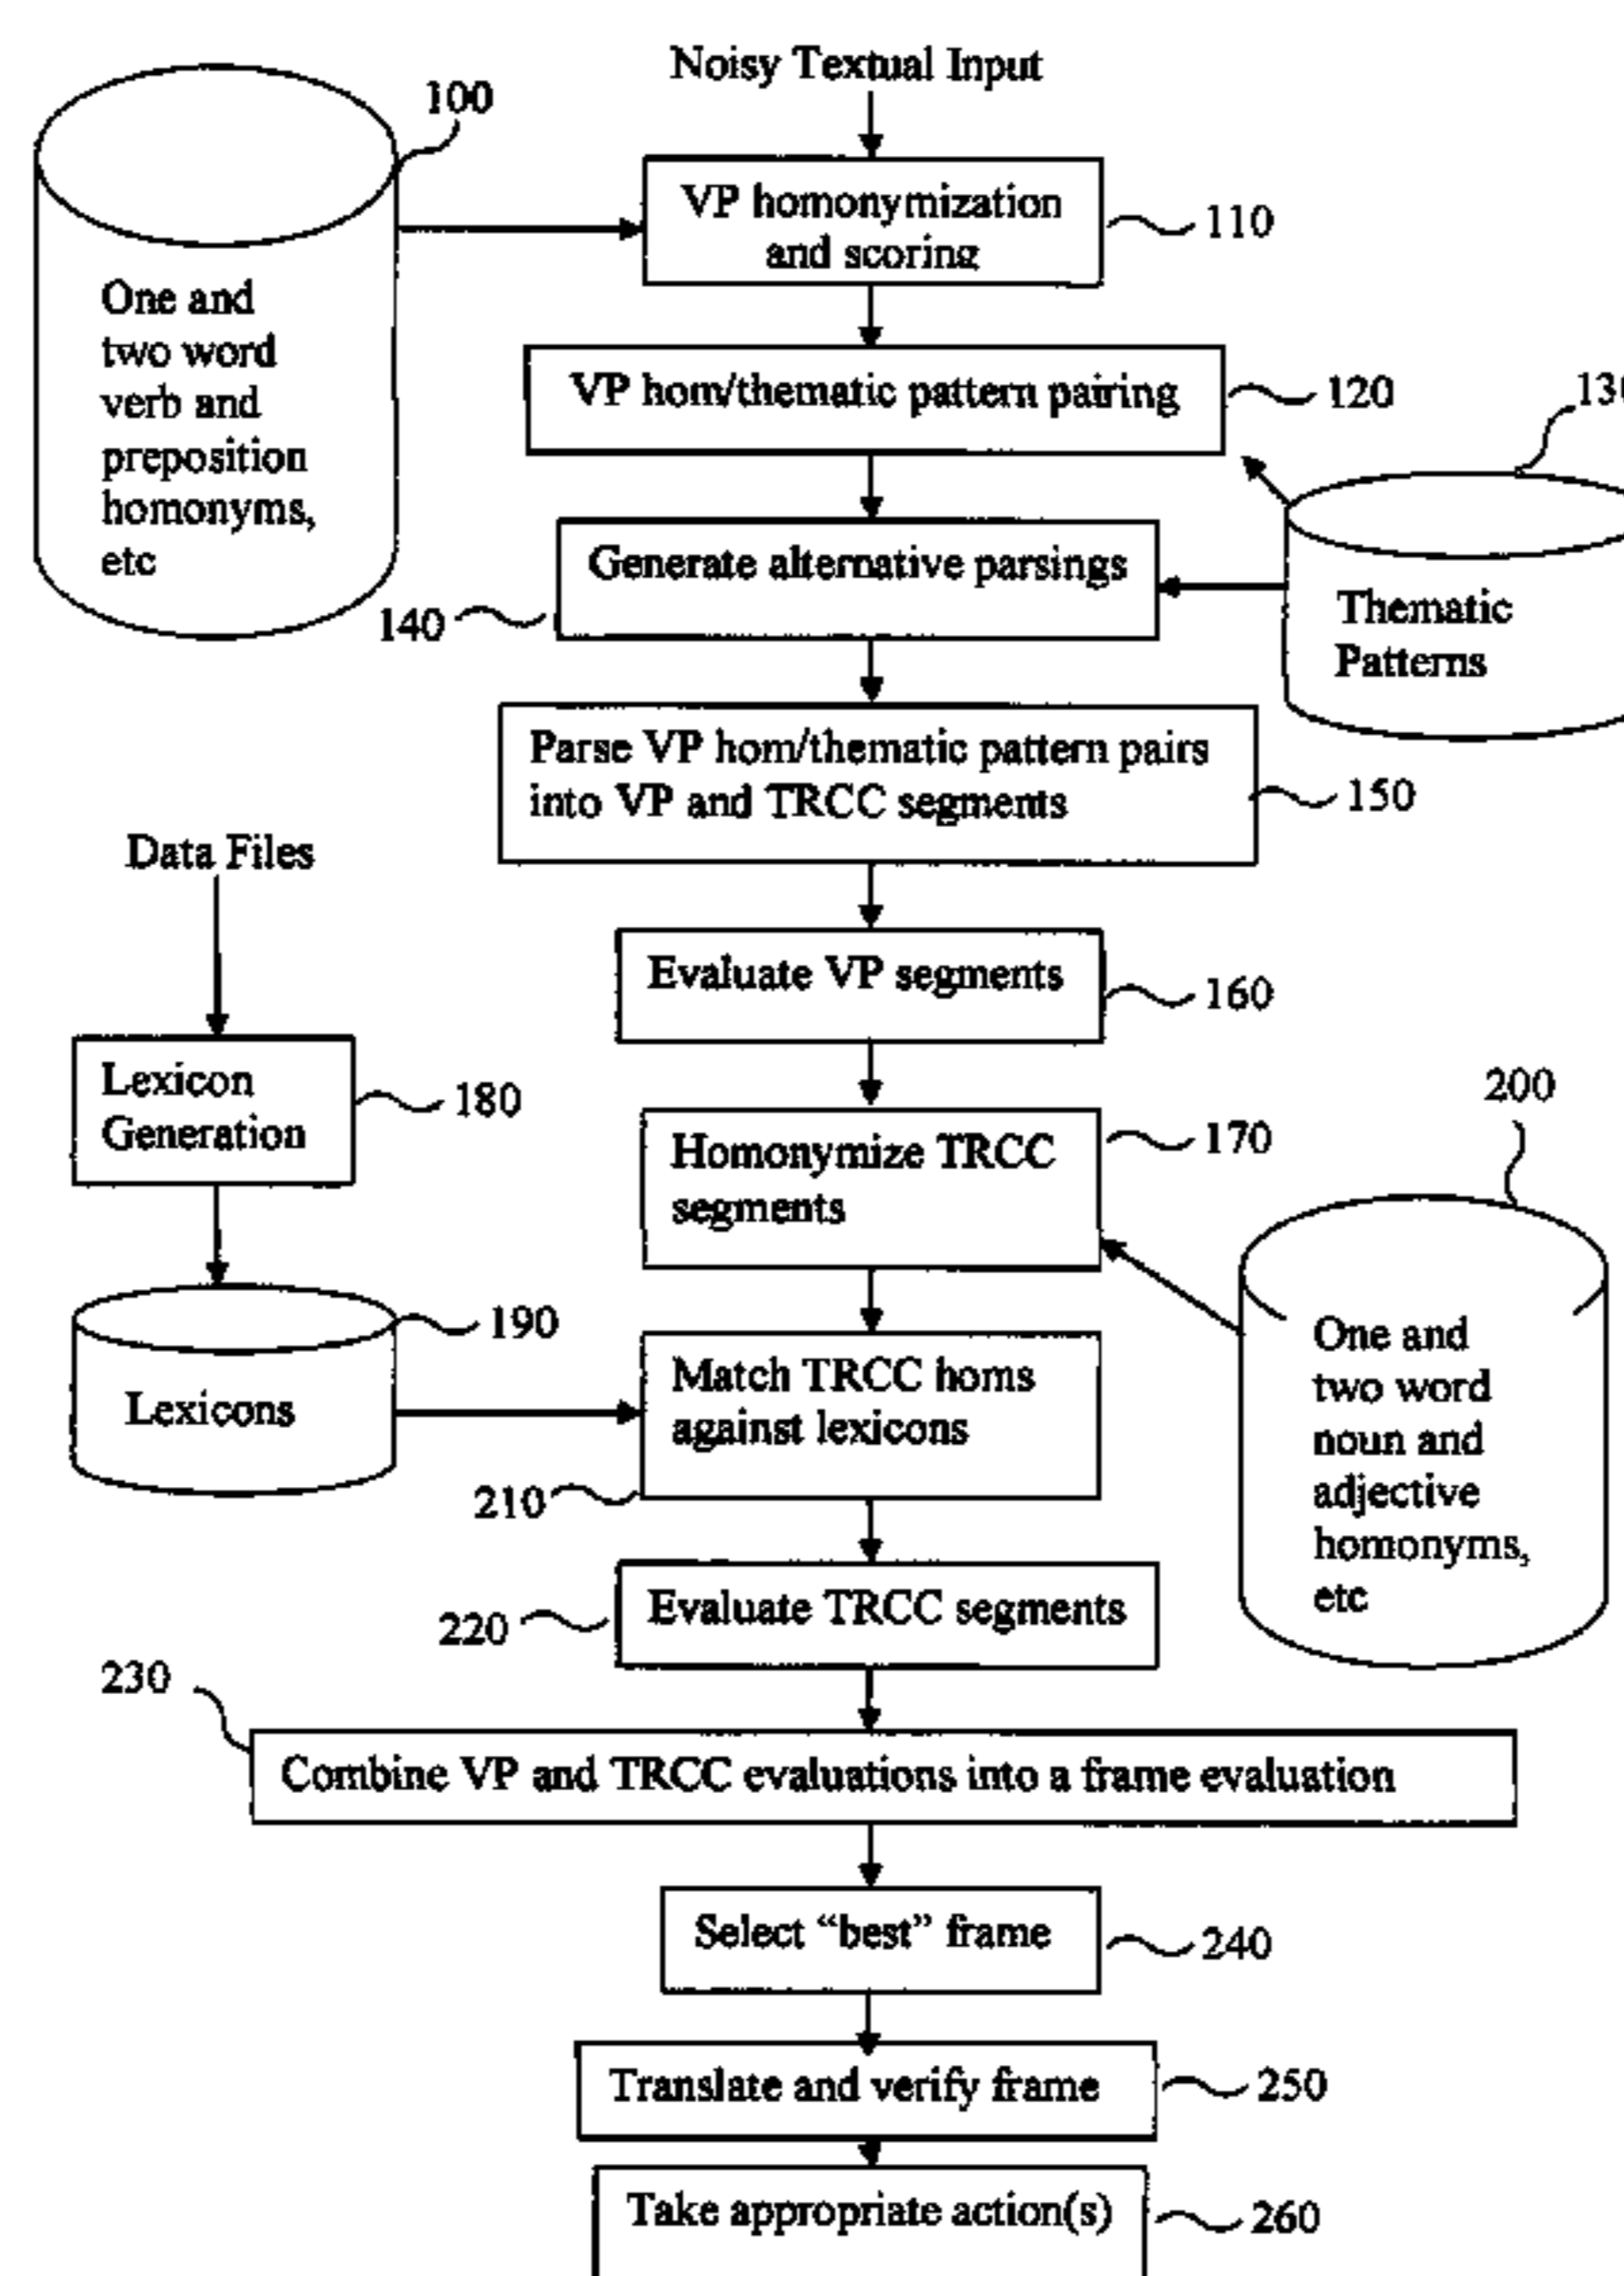 Noisy Textual Input
100
VP homonymization
and scoring
110
One and
two word
verb and
preposition
homonyms,
etc
VP hom/thematic pattern pairing
120
130
Generate alternative parsings
140
Thematic
Patterns
Parse VP hom/thematic pattern pairs
into VP and TRCC segments
150
Data Files
Evaluate VP segments
160
Lexicon
Generation
180
Homonymize TRCC
segments
170
200
190
Lexicons
Match TRCC homs
against lexicons
210
One and
two word
noun and
adjective
homonyms,
etc
Evaluate TRCC segments
220
230
Combine VP and TRCC evaluations into a frame evaluation
Select “best” frame
240
Translate and verify frame
250
Take appropriate action(s)
260